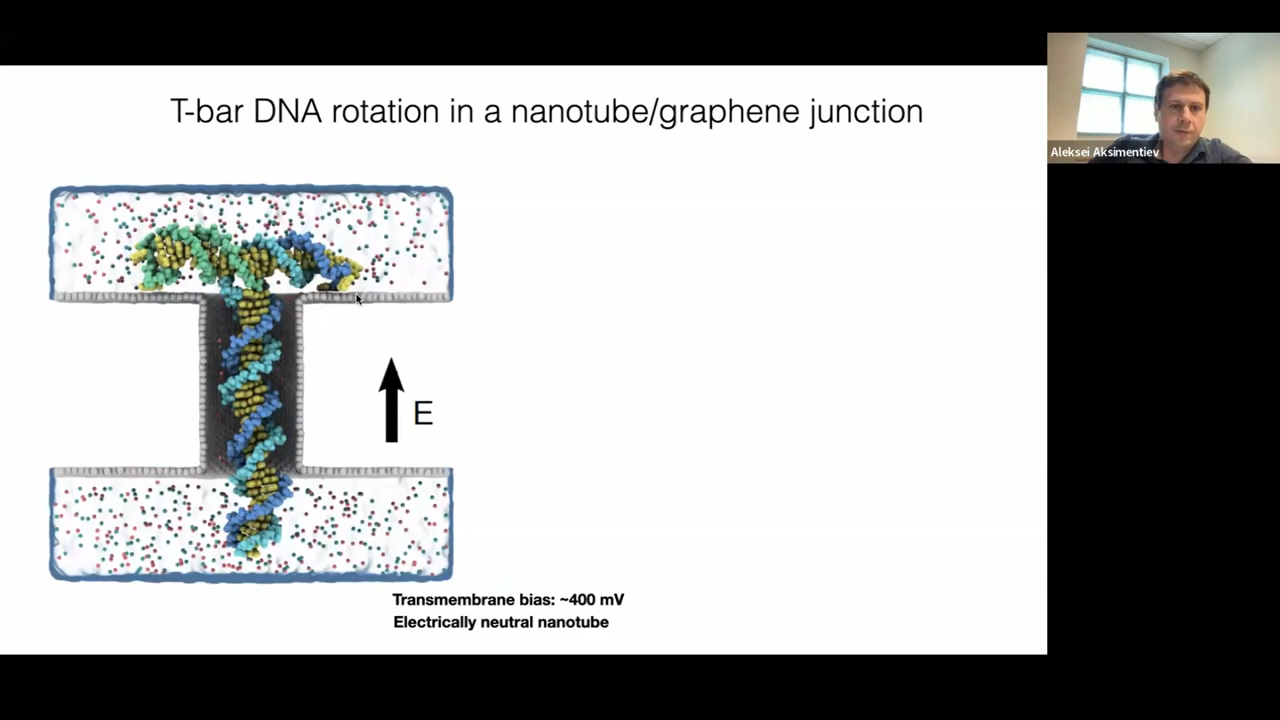 T-bar DNA rotation in a nanotube/graphene junction
Aleksei Aksimentiev
E
Transmembrane bias: ~400 mV
Electrically neutral nanotube